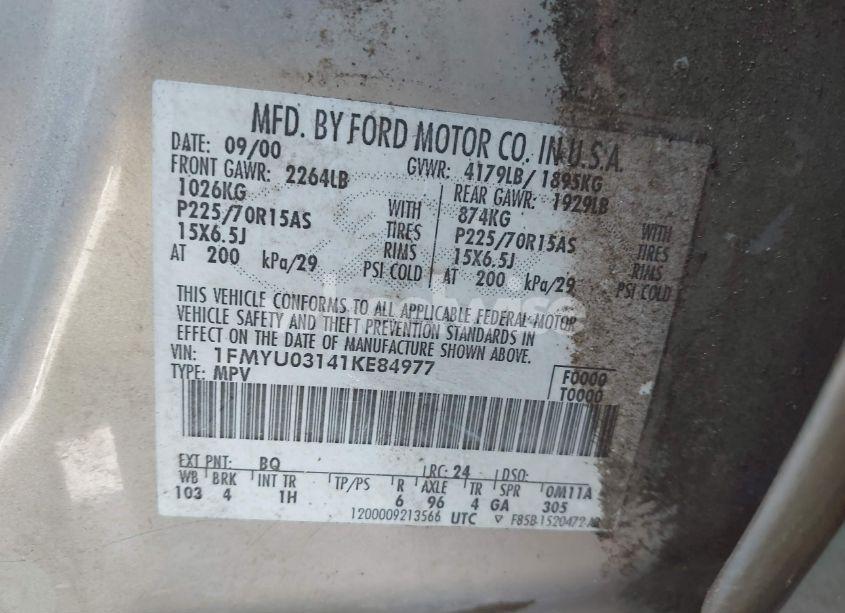 MFD. BY FORD MOTOR CO. IN U.S.A.
DATE: 09/00 GVWR: 4179LB/ 1895KG
FRONT GAWR: 2264LB REAR GAWR: 1929LB
1026KG WITH 874KG WITH
P225/70R15AS TIRES P225/70R15AS TIRES
15X6.5J RIMS 15X6.5J RIMS
AT 200 kPa/29 PSI COLD AT 200 kPa/29 PSI COLD
THIS VEHICLE CONFORMS TO ALL APPLICABLE FEDERAL MOTOR
VEHICLE SAFETY AND THEFT PREVENTION STANDARDS IN
EFFECT ON THE DATE OF MANUFACTURE SHOWN ABOVE.
VIN: 1FMYU03141KE84977 F0000
TYPE: MPV T0000
EXT PNT: BQ RC: 24 DSO:
WB BRK INT TR TP/PS R AXLE TR SPR 0M11A
103 4 1H 6 96 4 GA 305
1200009213566 UTC F85B-1520472-